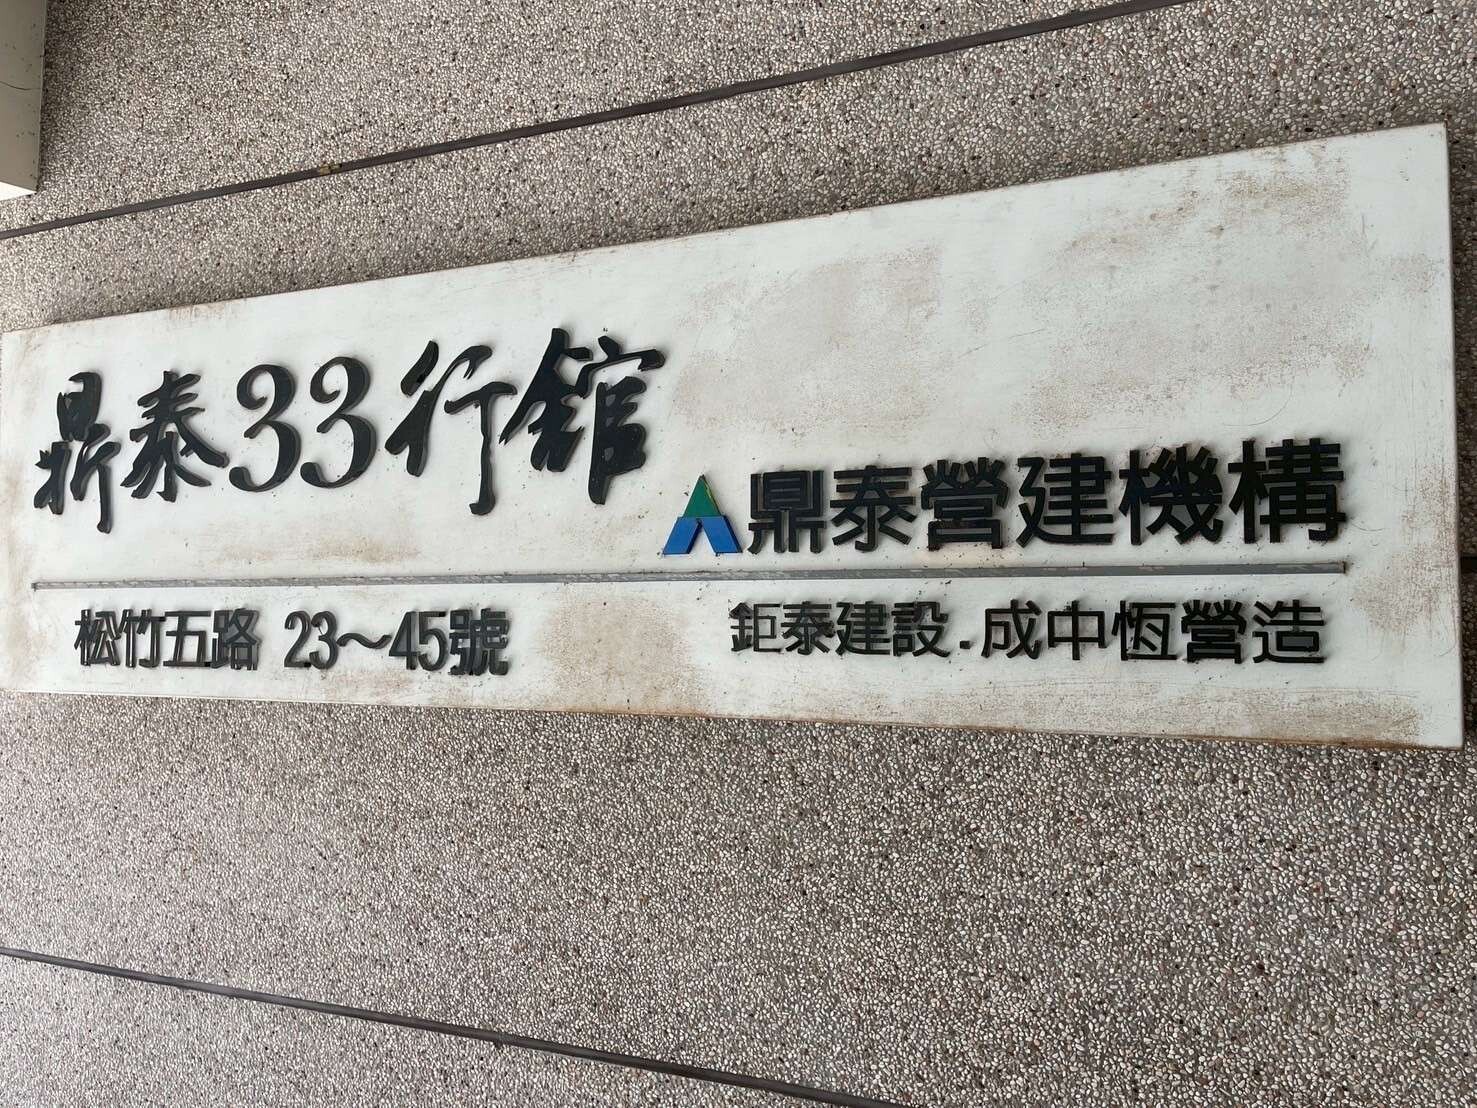 鼎泰33行館
鼎泰營建機構
松竹五路 23～45號
鉅泰建設.成中恆營造